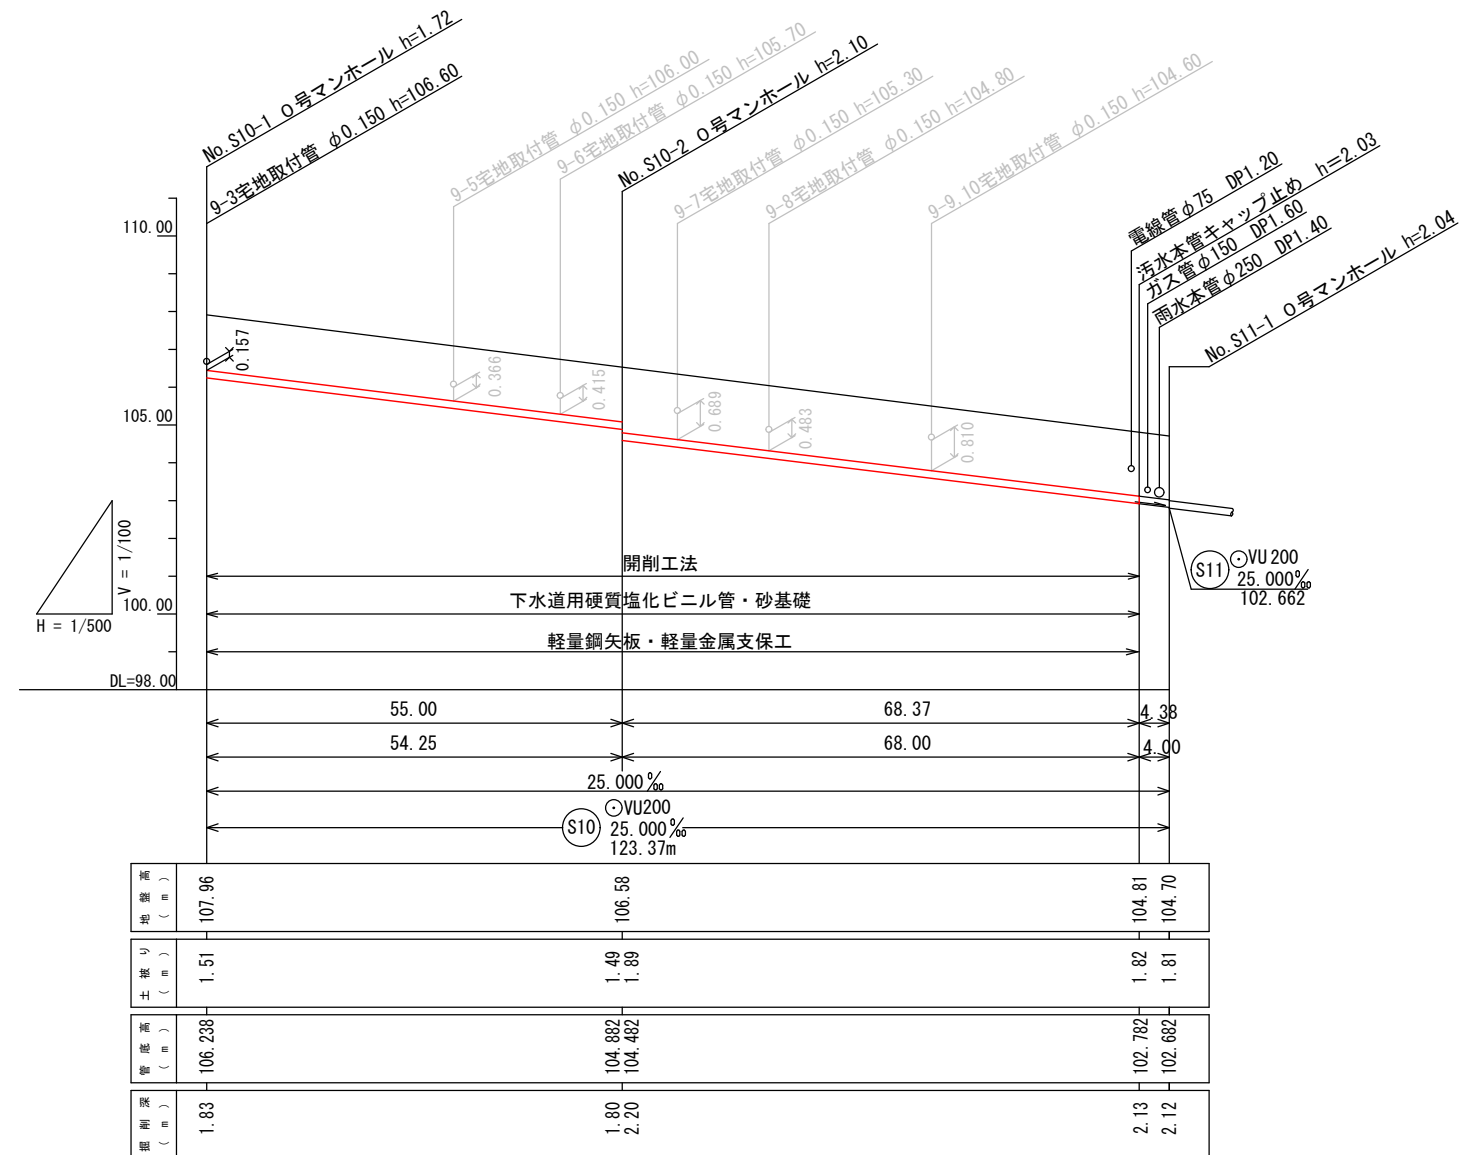 No.S10-1 0号マンホール h=1.72
9-3宅地取付管 φ0.150 h=106.60
9-5宅地取付管 φ0.150 h=106.00
9-6宅地取付管 φ0.150 h=105.70
No.S10-2 0号マンホール h=2.10
9-7宅地取付管 φ0.150 h=105.30
9-8宅地取付管 φ0.150 h=104.80
9-9,10宅地取付管 φ0.150 h=104.60
電線管φ75 DP1.20
汚水本管キャップ止め h=2.03
ガス管φ150 DP1.60
雨水本管φ250 DP1.40
No.S11-1 0号マンホール h=2.04
110.00
105.00
100.00
DL=98.00
0.157
0.366
0.415
0.689
0.483
0.810
V = 1/100
H = 1/500
開削工法
下水道用硬質塩化ビニル管・砂基礎
軽量鋼矢板・軽量金属支保工
S11 VU200
25.000‰
102.662
55.00 68.37 4.38
54.25 68.00 4.00
25.000‰
S10 VU200
25.000‰
123.37m
地盤高(m) 107.96 106.58 104.81 104.70
土被り(m) 1.51 1.49 1.89 1.82 1.81
管底高(m) 106.238 104.882 104.482 102.782 102.682
掘削深(m) 1.83 1.80 2.20 2.13 2.12